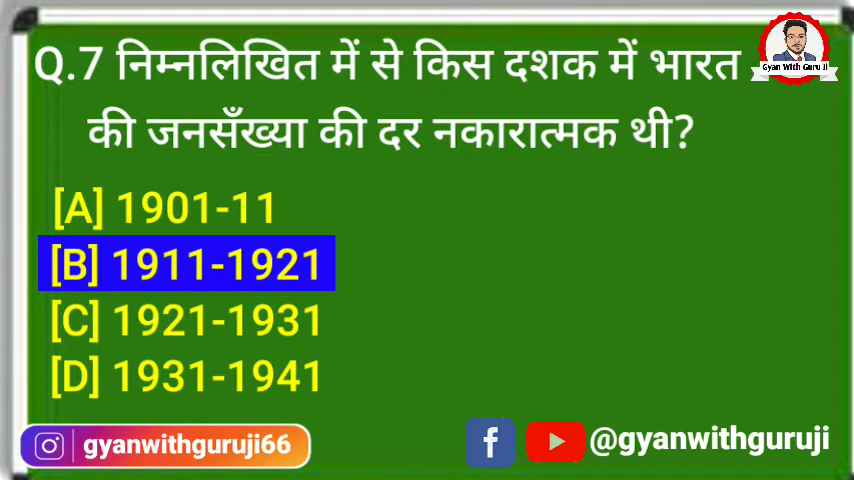 Q.7 निम्नलिखित में से किस दशक में भारत
की जनसँख्या की दर नकारात्मक थी?
[A] 1901-11
[B] 1911-1921
[C] 1921-1931
[D] 1931-1941
Gyan With Guru Ji
gyanwithguruji66
@gyanwithguruji